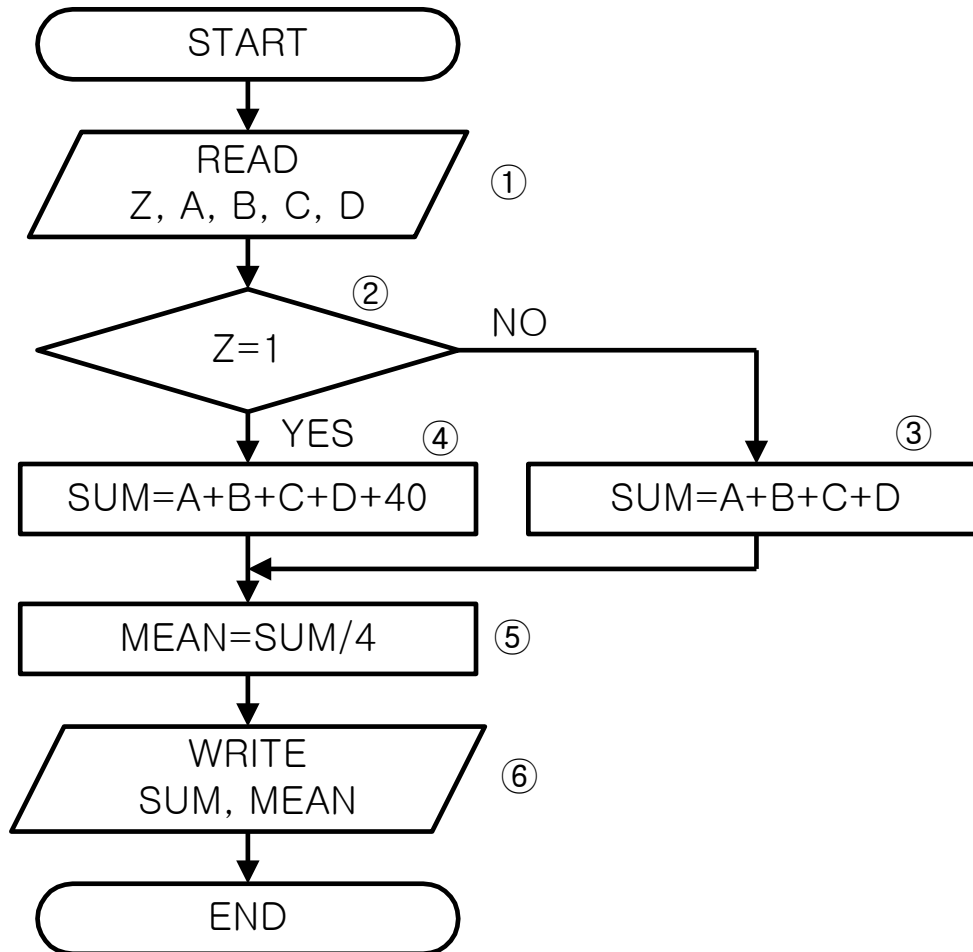 START
READ
Z, A, B, C, D
①
②
Z=1
NO
YES
④
③
SUM=A+B+C+D+40
SUM=A+B+C+D
MEAN=SUM/4
⑤
WRITE
SUM, MEAN
⑥
END